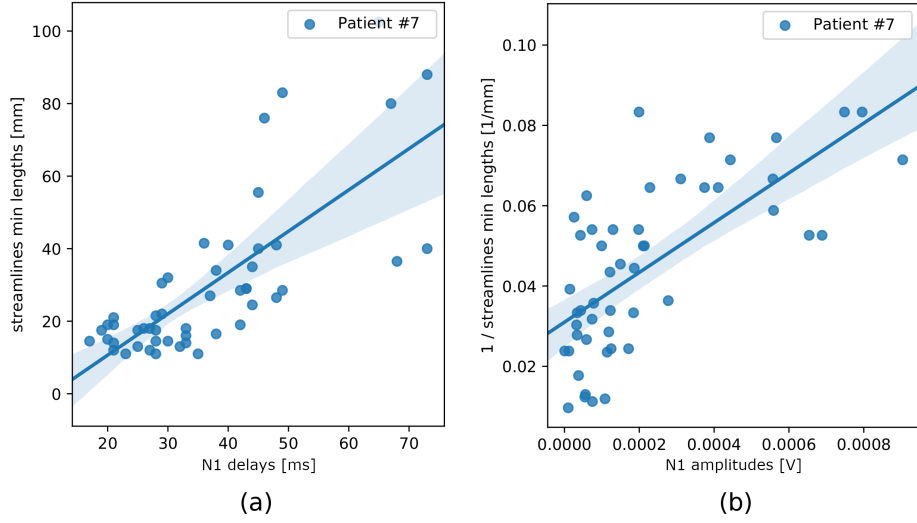 Patient #7
100
80
60
40
20
0
streamlines min lengths [mm]
20 30 40 50 60 70
N1 delays [ms]
(a)
Patient #7
0.10
0.08
0.06
0.04
0.02
1 / streamlines min lengths [1/mm]
0.0000 0.0002 0.0004 0.0006 0.0008
N1 amplitudes [V]
(b)